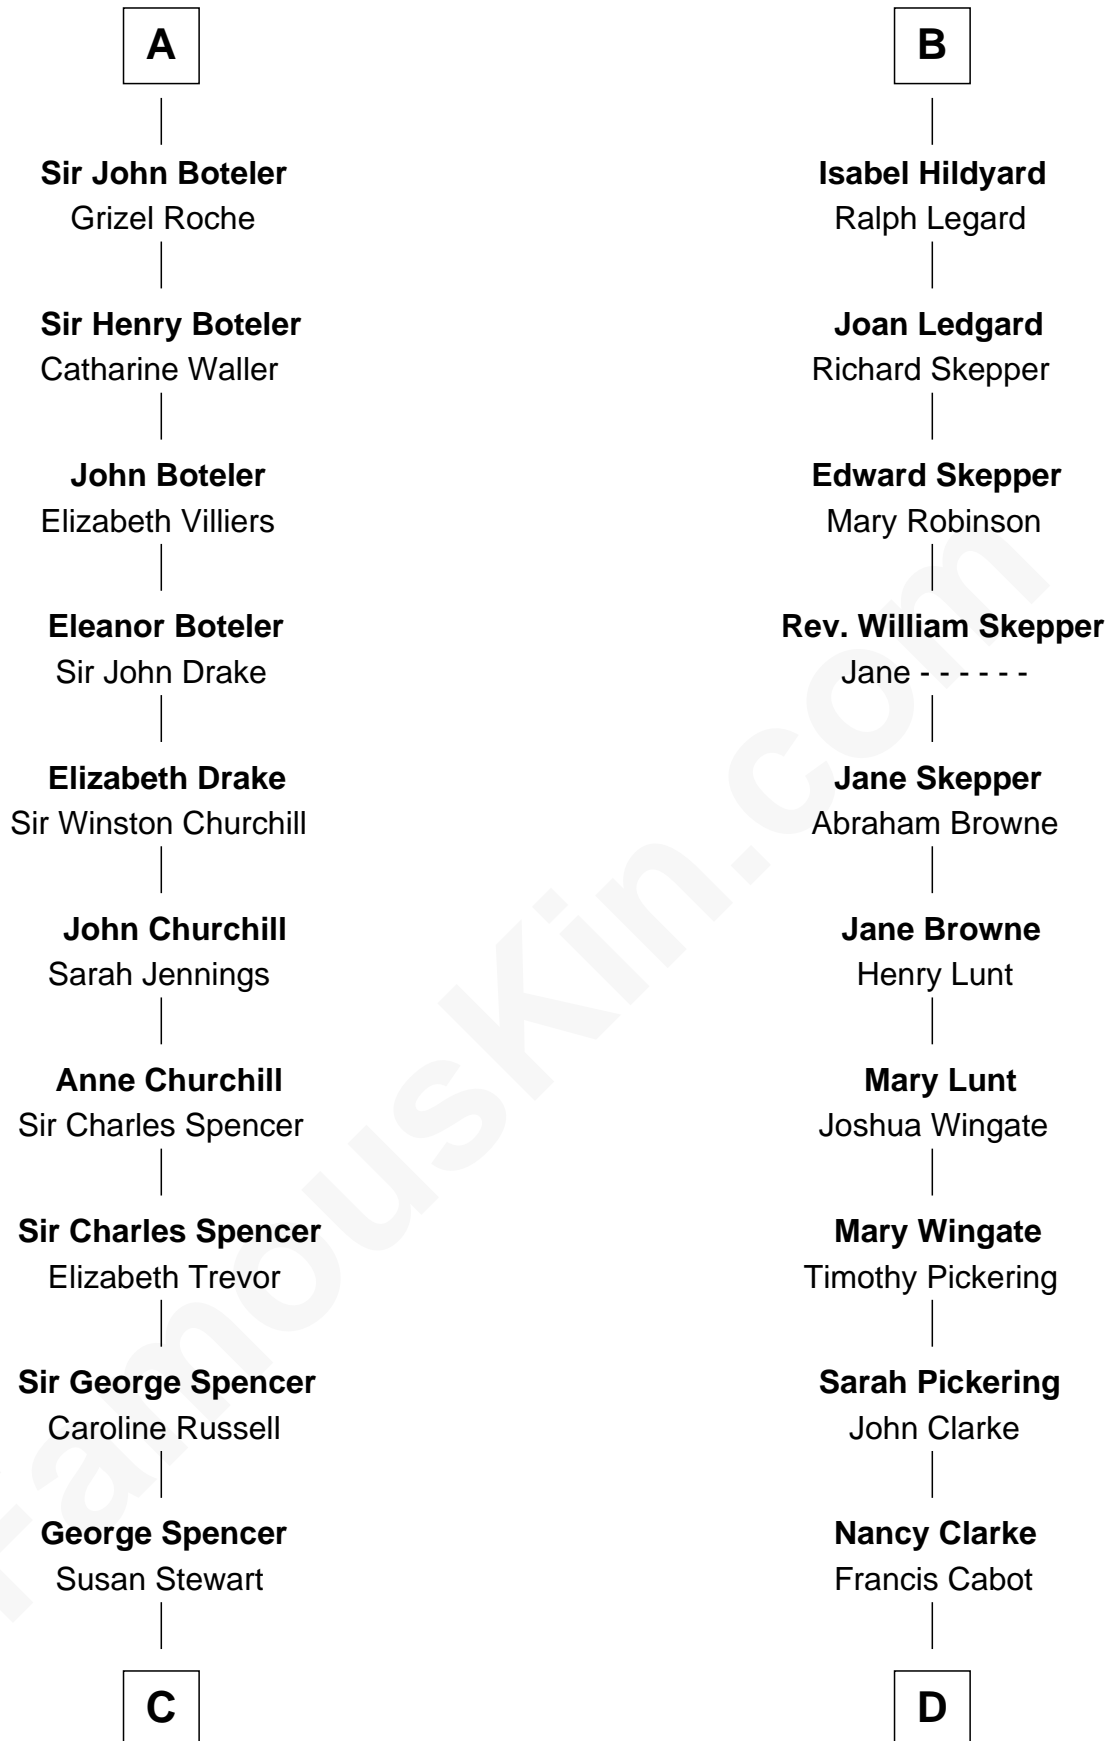 A
Sir John Boteler
Grizel Roche
Sir Henry Boteler
Catharine Waller
John Boteler
Elizabeth Villiers
Eleanor Boteler
Sir John Drake
Elizabeth Drake
Sir Winston Churchill
John Churchill
Sarah Jennings
Anne Churchill
Sir Charles Spencer
Sir Charles Spencer
Elizabeth Trevor
Sir George Spencer
Caroline Russell
George Spencer
Susan Stewart
C
B
Isabel Hildyard
Ralph Legard
Joan Ledgard
Richard Skepper
Edward Skepper
Mary Robinson
Rev. William Skepper
Jane - - - - - -
Jane Skepper
Abraham Browne
Jane Browne
Henry Lunt
Mary Lunt
Joshua Wingate
Mary Wingate
Timothy Pickering
Sarah Pickering
John Clarke
Nancy Clarke
Francis Cabot
D
FamousKin.com